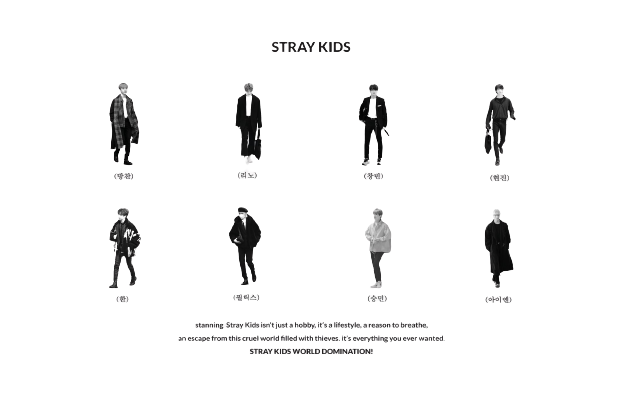 STRAY KIDS
(방찬)
(리노)
(창빈)
(현진)
(한)
(필릭스)
(승민)
(아이엔)
stanning Stray Kids isn't just a hobby, it's a lifestyle, a reason to breathe,
an escape from this cruel world filled with thieves. it's everything you ever wanted.
STRAY KIDS WORLD DOMINATION!